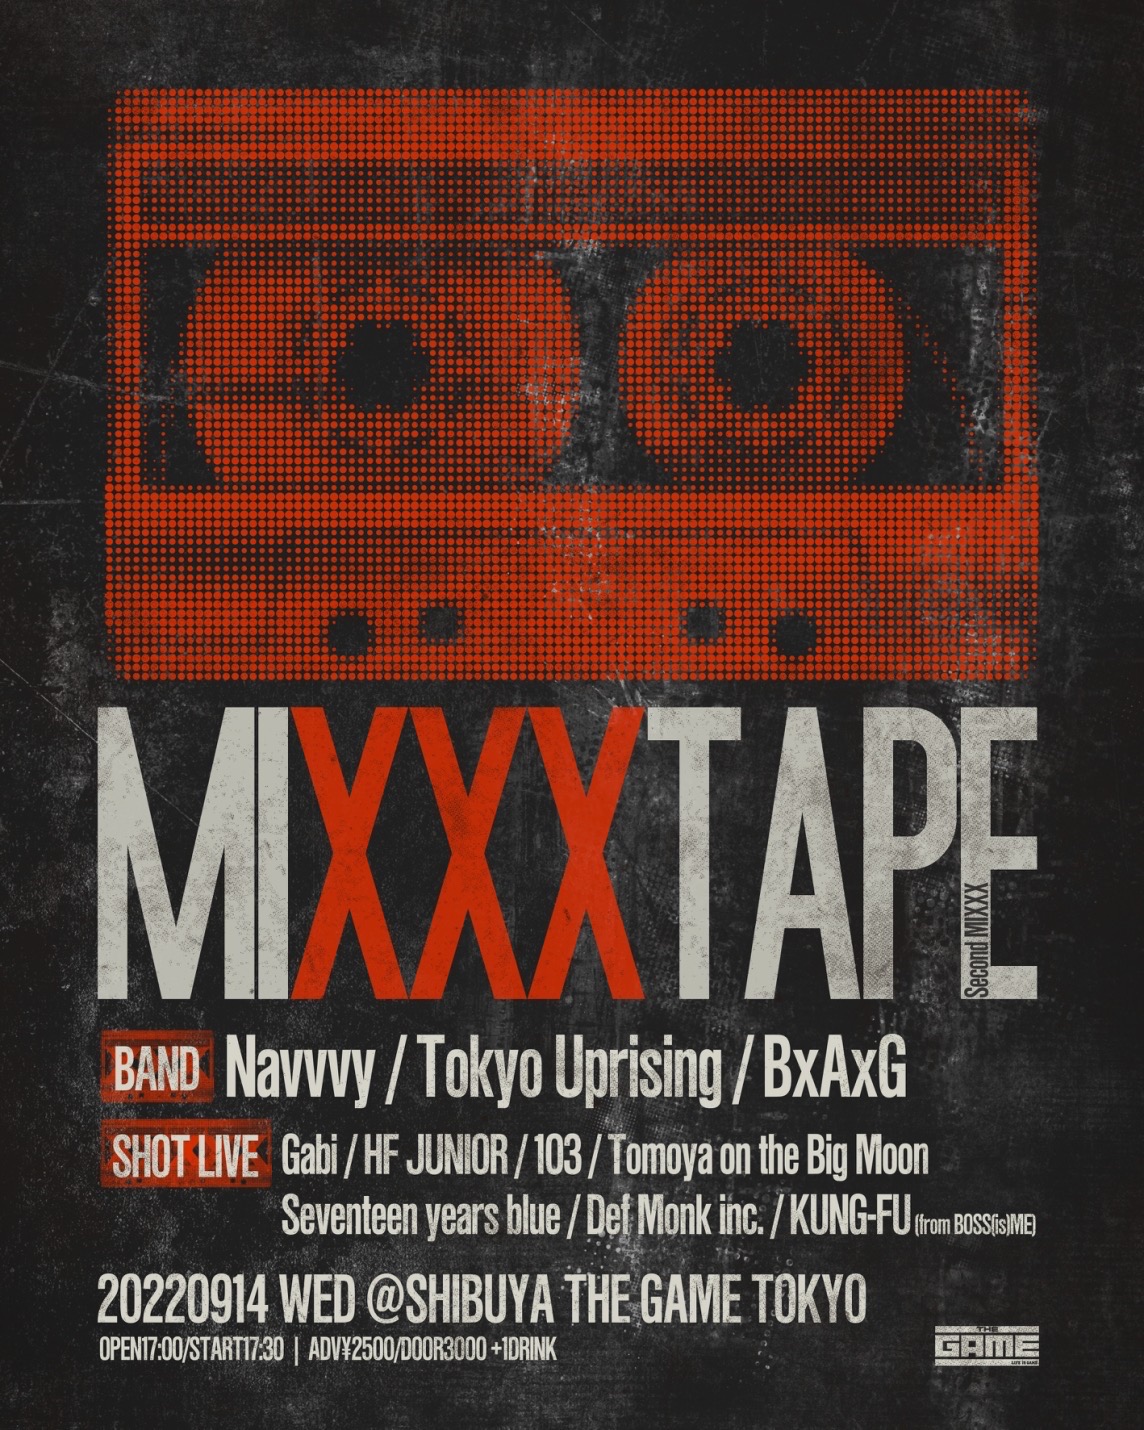 MIXXXTAPE
Second MIXXX
BAND Navvvy / Tokyo Uprising / BxAxG
SHOT LIVE Gabi / HF JUNIOR / 103 / Tomoya on the Big Moon
Seventeen years blue / Def Monk inc. / KUNG-FU (from BOSS(is)ME)
20220914 WED @SHIBUYA THE GAME TOKYO
OPEN17:00/START17:30 | ADV¥2500/DOOR3000 +1DRINK
THE
GAME